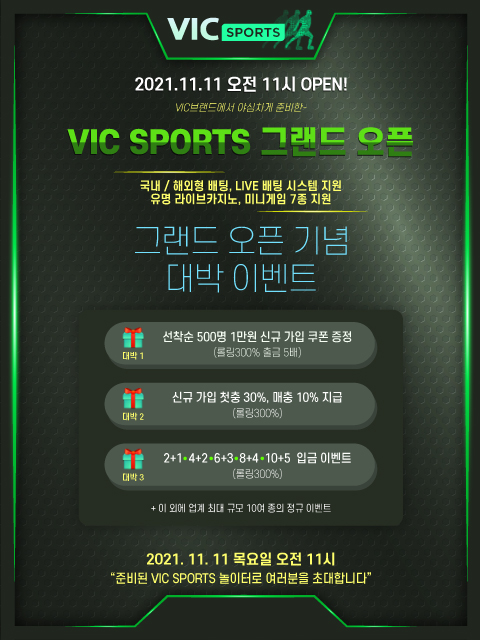 VIC SPORTS
2021.11.11 오전 11시 OPEN!
VIC브랜드에서 야심차게 준비한~
VIC SPORTS 그랜드 오픈
국내 / 해외형 배팅, LIVE 배팅 시스템 지원
유명 라이브카지노, 미니게임 7종 지원
그랜드 오픈 기념
대박 이벤트
대박 1
선착순 500명 1만원 신규 가입 쿠폰 증정
(롤링300% 출금 5배)
대박 2
신규 가입 첫충 30%, 매충 10% 지급
(롤링300%)
대박 3
2+1•4+2•6+3•8+4•10+5 입금 이벤트
(롤링300%)
+ 이 외에 업계 최대 규모 10여 종의 정규 이벤트
2021. 11. 11 목요일 오전 11시
“준비된 VIC SPORTS 놀이터로 여러분을 초대합니다”